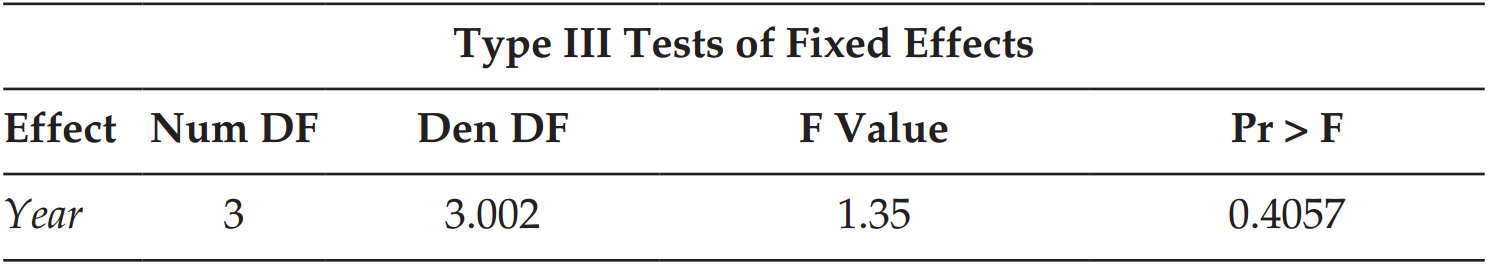 Type III Tests of Fixed Effects
Effect Num DF Den DF F Value Pr > F
Year 3 3.002 1.35 0.4057